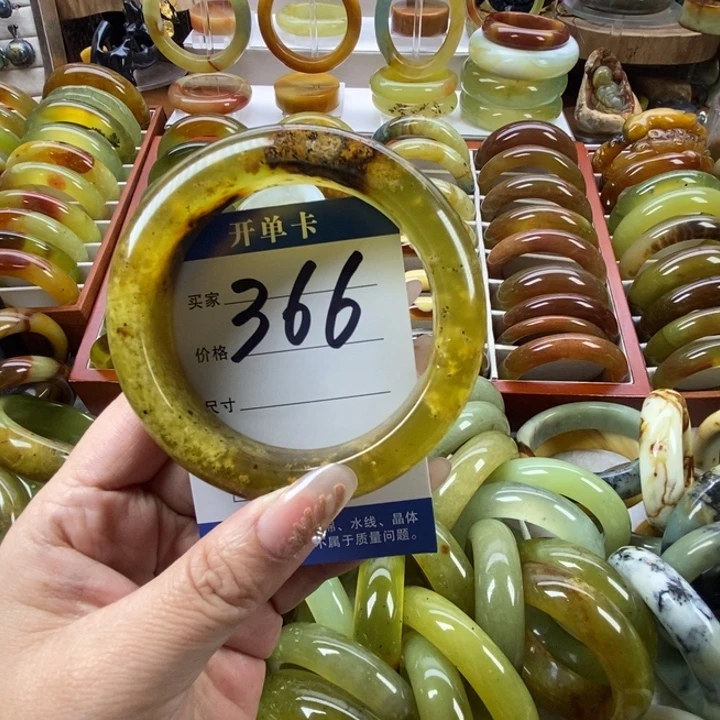 开单卡
买家
366
价格
尺寸
、水线、晶体
不属于质量问题。